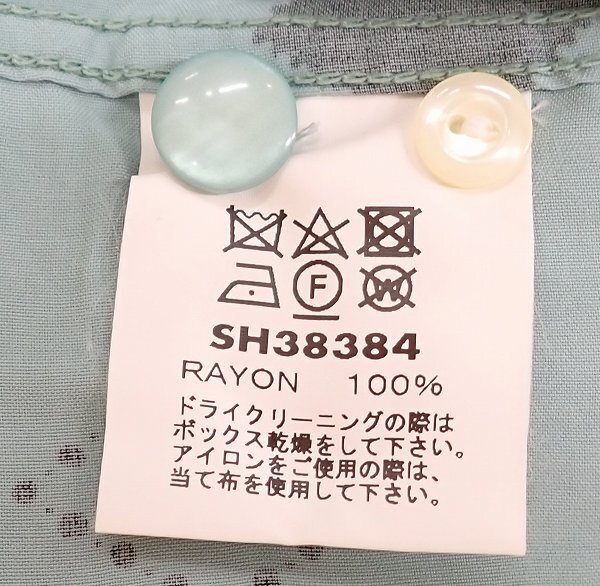 F
W
SH38384
RAYON 100%
ドライクリーニングの際は
ボックス乾燥をして下さい。
アイロンをご使用の際は、
当て布を使用して下さい。